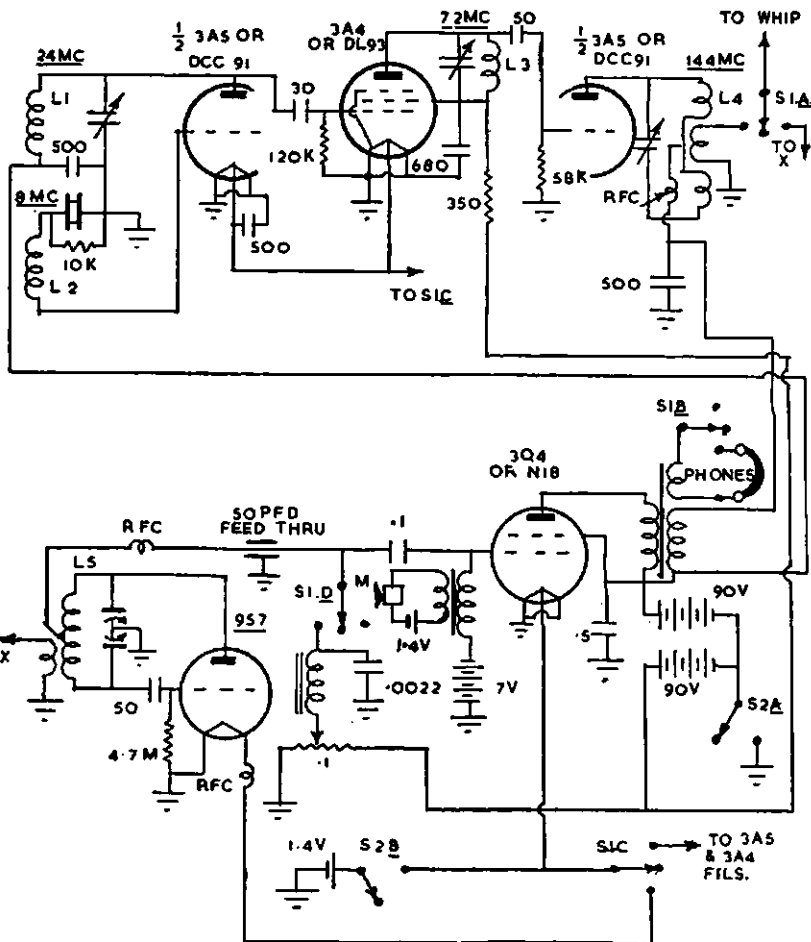 24MC
½ 3A5 OR
DCC 91
3A4
OR DL93
72MC
50
½ 3A5 OR
DCC91
144MC
TO WHIP
L1
30
L3
L4
S1.A
500
120K
680
58K
TO
X
8MC
350
RFC
10K
500
500
L2
TO S1C
S1B
3Q4
OR N18
PHONES
RFC
50PFD
FEED THRU
.1
L5
S1.D
M
90V
957
1.4V
.5
X
.0022
7V
90V
50
S2A
4.7M
.1
RFC
1.4V
S2B
S1C
TO 3A5
& 3A4
FILS.